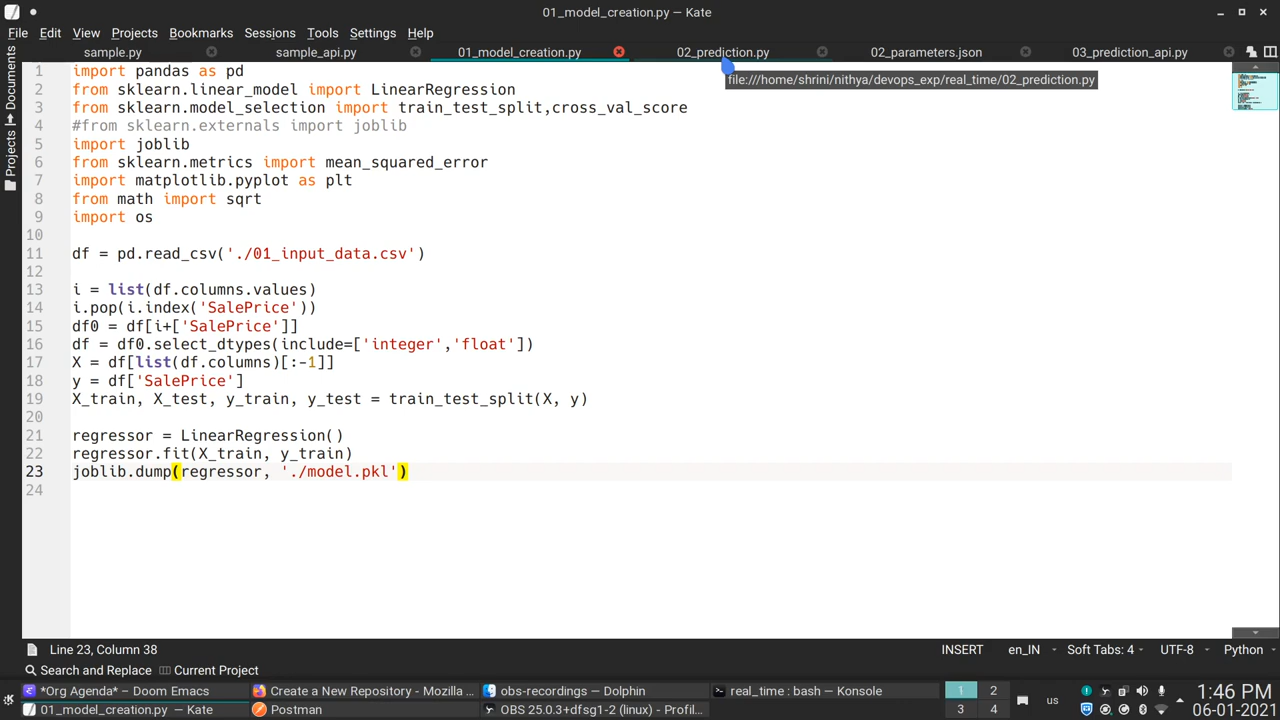 01_model_creation.py — Kate
File Edit View Projects Bookmarks Sessions Tools Settings Help
sample.py sample_api.py 01_model_creation.py 02_prediction.py 02_parameters.json 03_prediction_api.py
file:///home/shrini/nithya/devops_exp/real_time/02_prediction.py
Documents
Projects
1 import pandas as pd
2 from sklearn.linear_model import LinearRegression
3 from sklearn.model_selection import train_test_split,cross_val_score
4 #from sklearn.externals import joblib
5 import joblib
6 from sklearn.metrics import mean_squared_error
7 import matplotlib.pyplot as plt
8 from math import sqrt
9 import os
10
11 df = pd.read_csv('./01_input_data.csv')
12
13 i = list(df.columns.values)
14 i.pop(i.index('SalePrice'))
15 df0 = df[i+['SalePrice']]
16 df = df0.select_dtypes(include=['integer','float'])
17 X = df[list(df.columns)[:-1]]
18 y = df['SalePrice']
19 X_train, X_test, y_train, y_test = train_test_split(X, y)
20
21 regressor = LinearRegression()
22 regressor.fit(X_train, y_train)
23 joblib.dump(regressor, './model.pkl')
24
Line 23, Column 38 INSERT en_IN Soft Tabs: 4 UTF-8 Python
Search and Replace Current Project
*Org Agenda* – Doom Emacs Create a New Repository - Mozilla ... obs-recordings — Dolphin real_time : bash — Konsole 1 2 us 1:46 PM
01_model_creation.py — Kate Postman OBS 25.0.3+dfsg1-2 (linux) - Profil... 3 4 06-01-2021